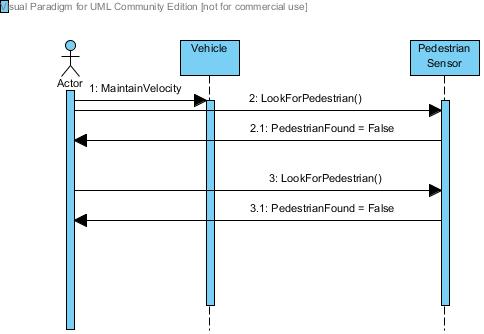 Visual Paradigm for UML Community Edition [not for commercial use]
Vehicle
Pedestrian
Sensor
Actor
1: MaintainVelocity
2: LookForPedestrian()
2.1: PedestrianFound = False
3: LookForPedestrian()
3.1: PedestrianFound = False